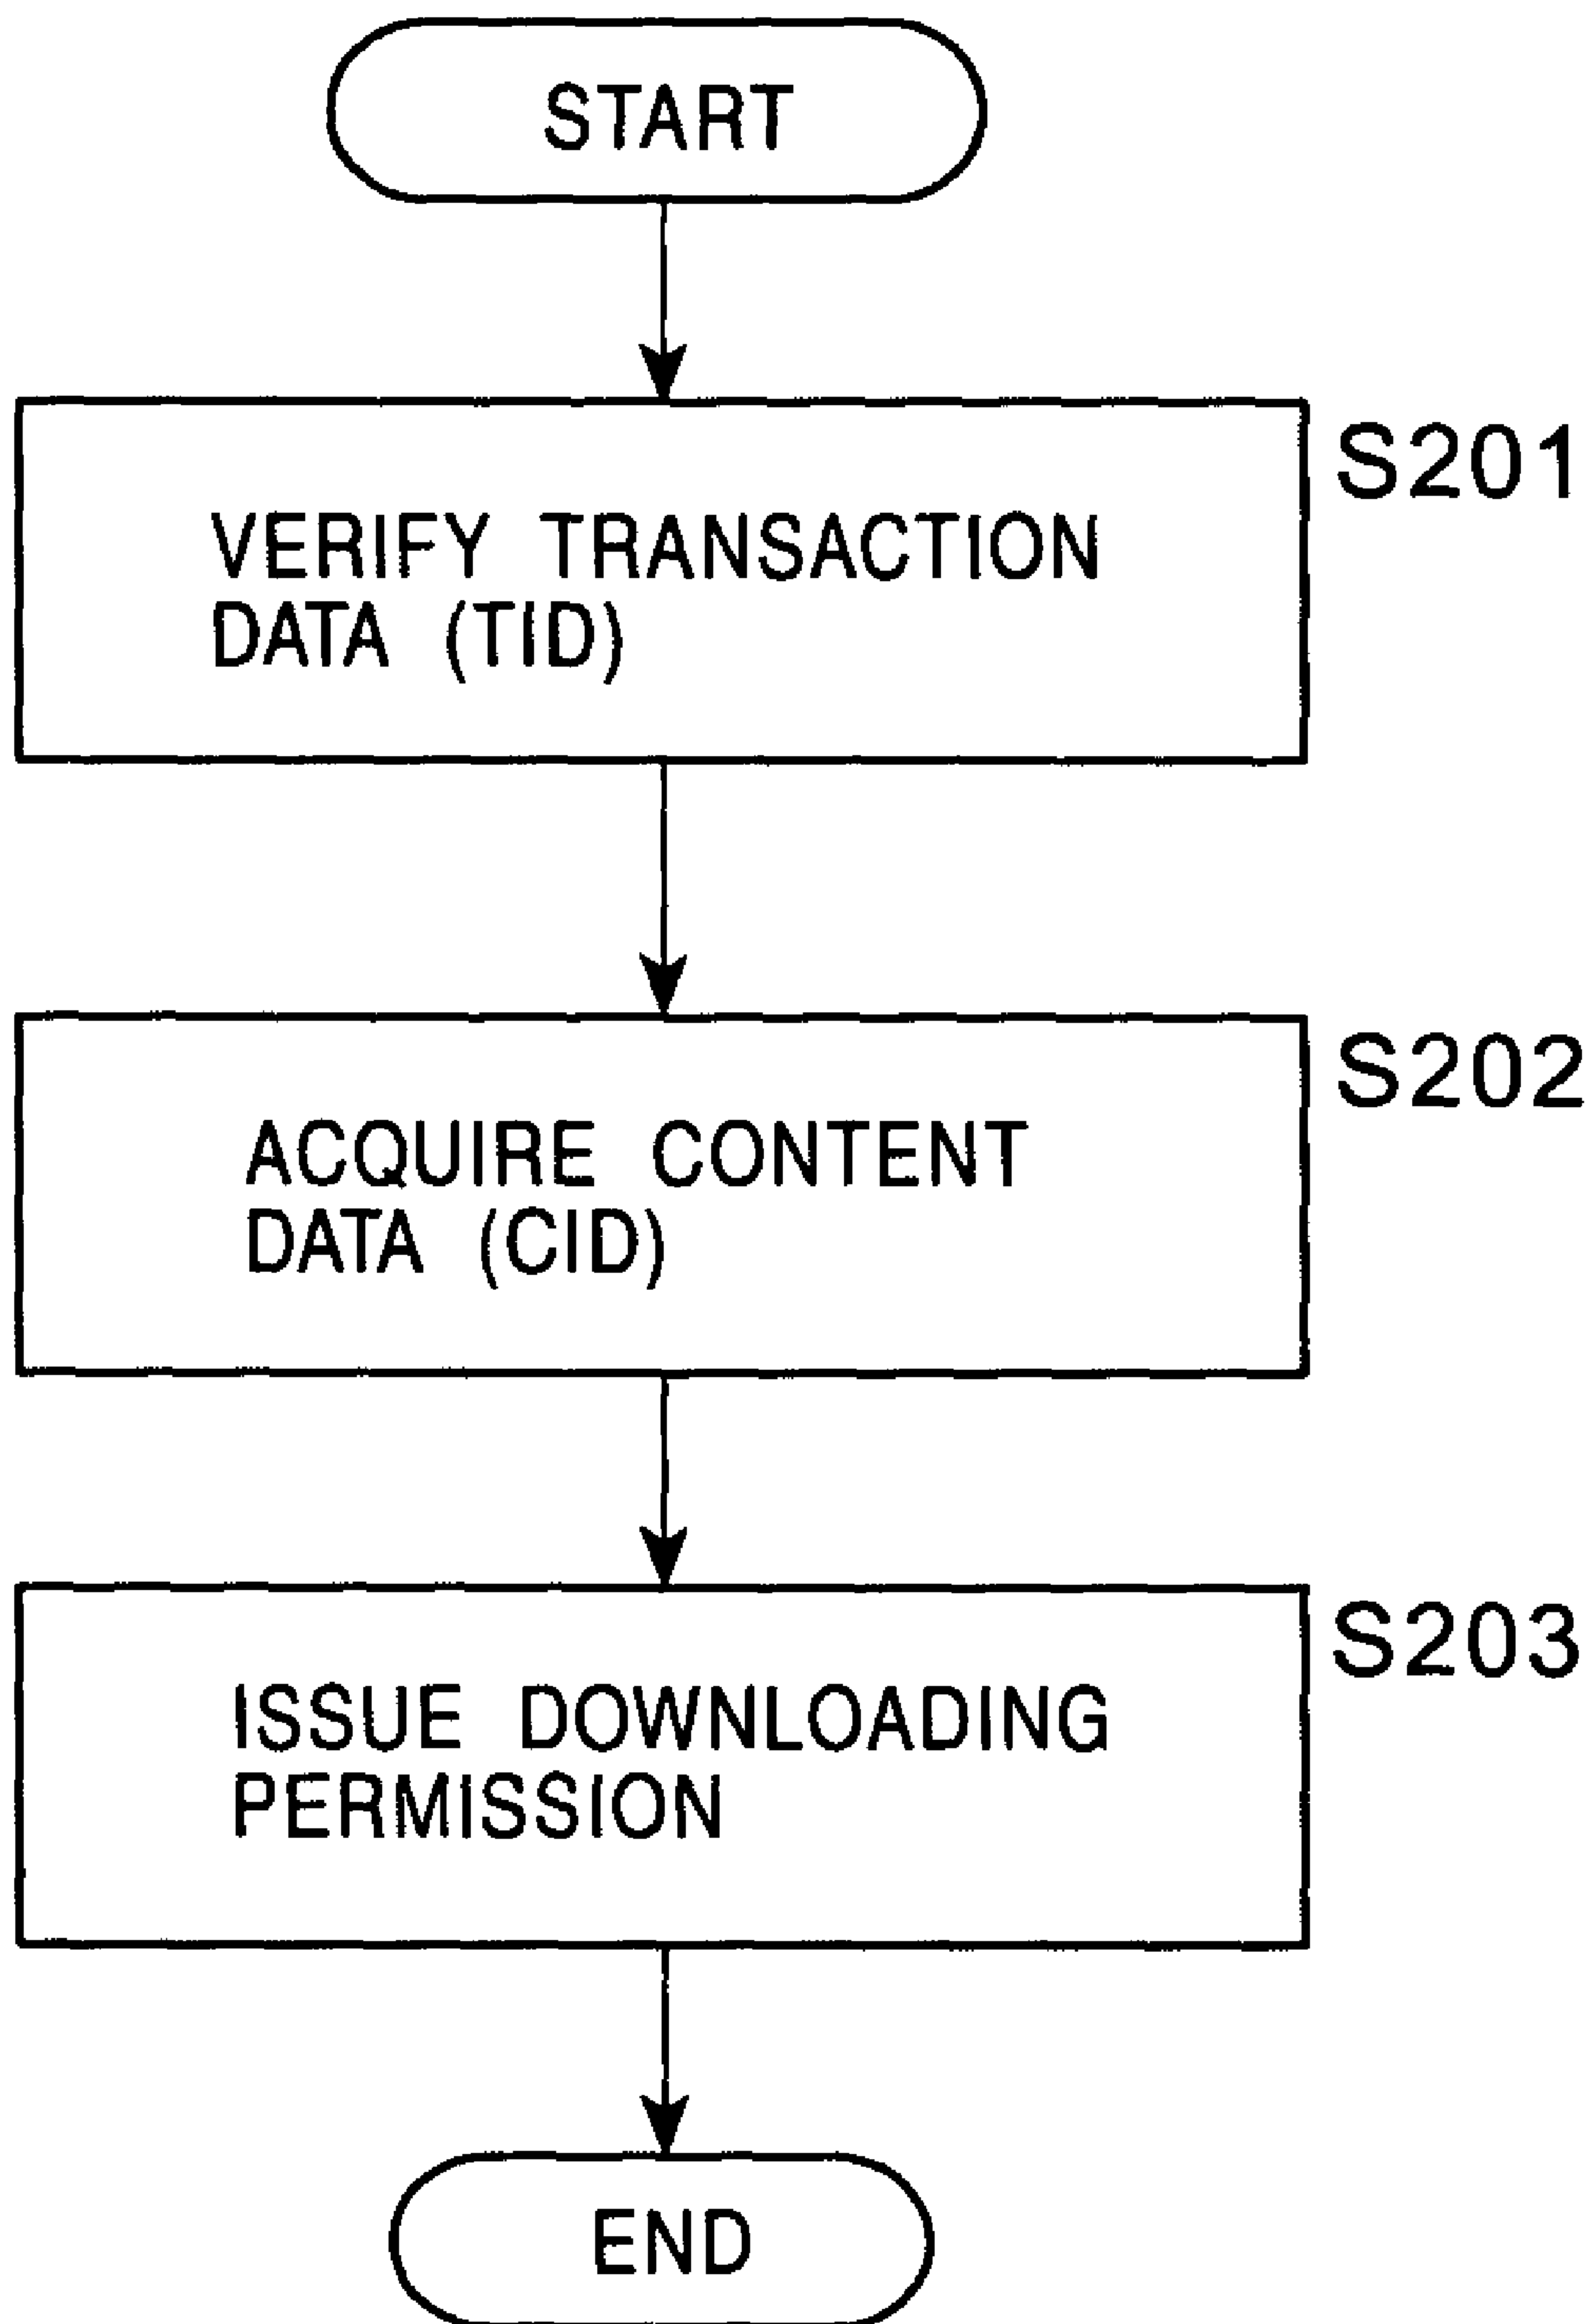 START
S201
VERIFY TRANSACTION
DATA (TID)
S202
ACQUIRE CONTENT
DATA (CID)
S203
ISSUE DOWNLOADING
PERMISSION
END